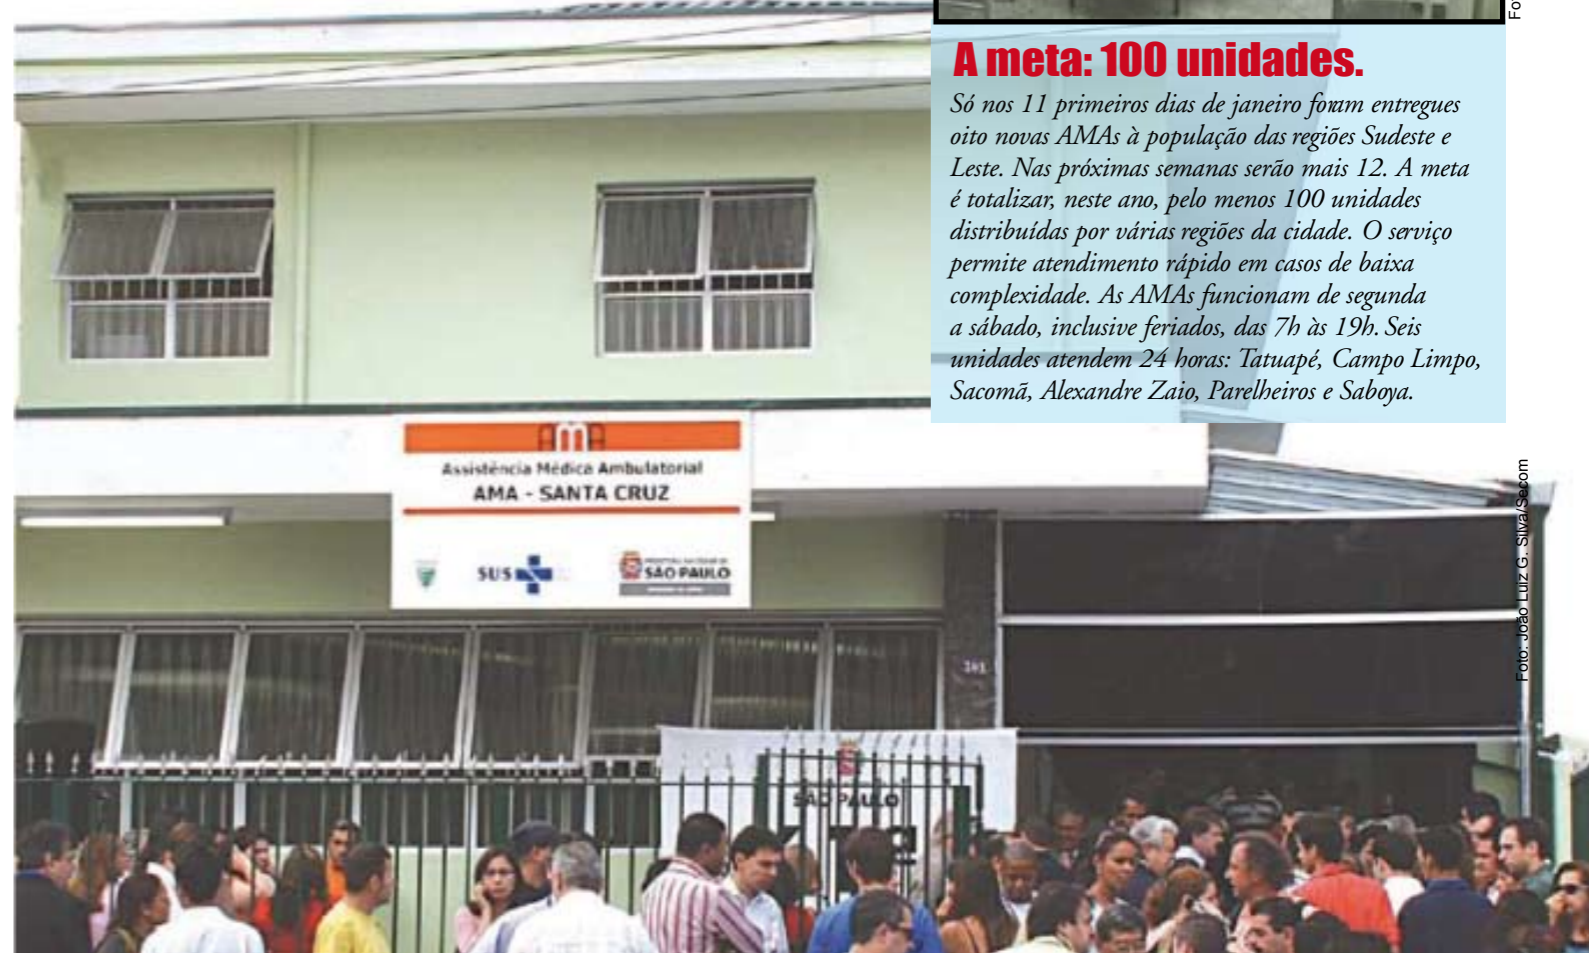 Fo
A meta: 100 unidades.
Só nos 11 primeiros dias de janeiro foram entregues
oito novas AMAs à população das regiões Sudeste e
Leste. Nas próximas semanas serão mais 12. A meta
é totalizar, neste ano, pelo menos 100 unidades
distribuídas por várias regiões da cidade. O serviço
permite atendimento rápido em casos de baixa
complexidade. As AMAs funcionam de segunda
a sábado, inclusive feriados, das 7h às 19h. Seis
unidades atendem 24 horas: Tatuapé, Campo Limpo,
Sacomã, Alexandre Zaio, Parelheiros e Saboya.
AMA
Assistência Médica Ambulatorial
AMA - SANTA CRUZ
SUS
SÃO PAULO
Foto: João Luiz G. Silva/Secom
SÃO PAULO